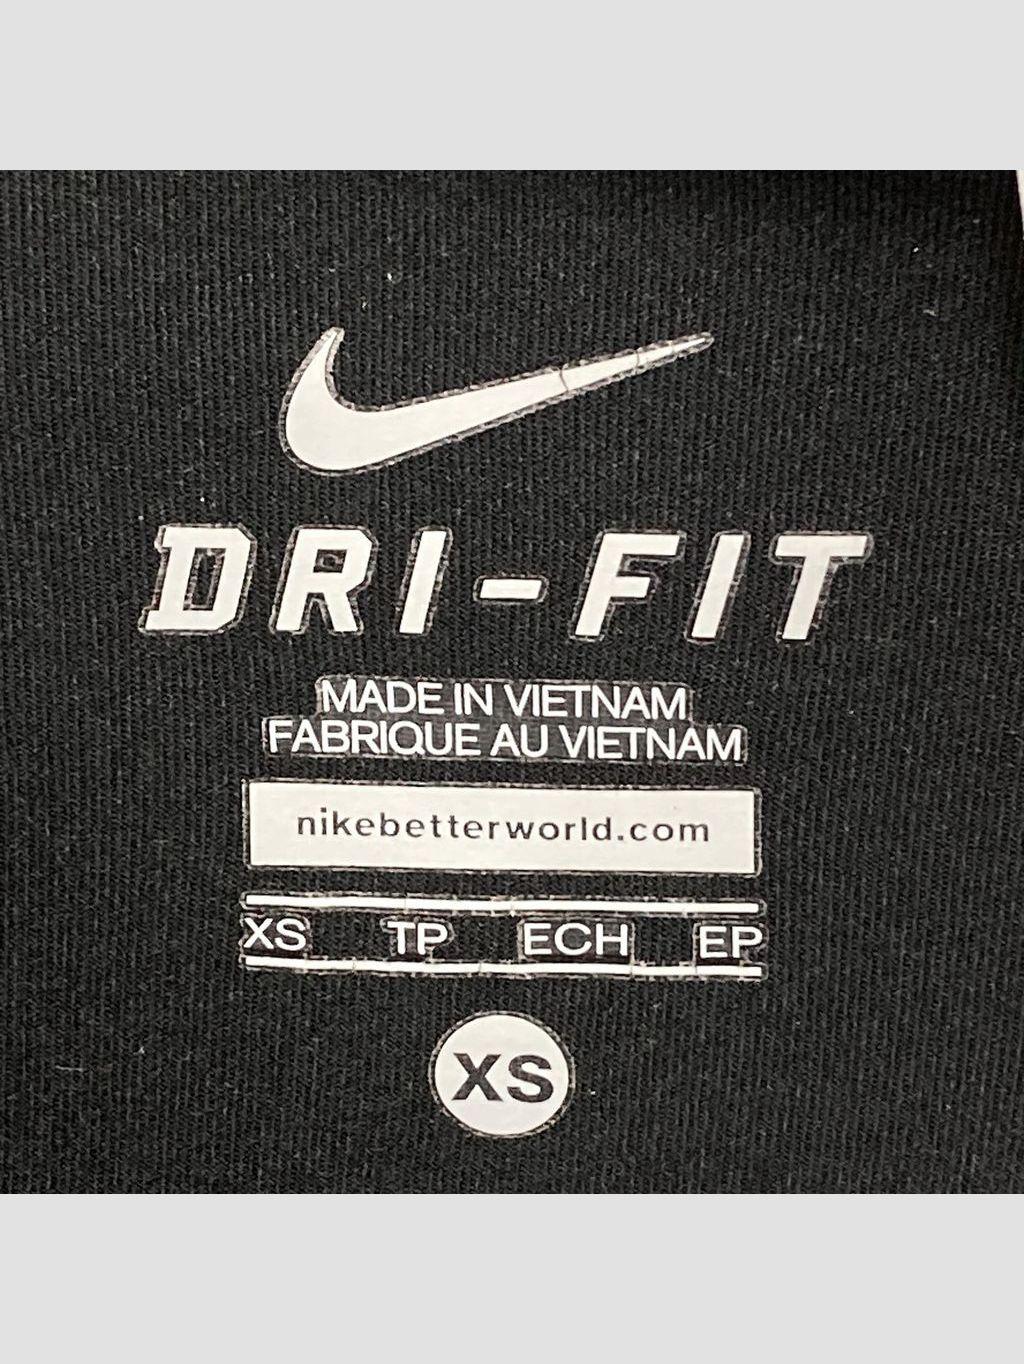 DRI-FIT
MADE IN VIETNAM
FABRIQUE AU VIETNAM
nikebetterworld.com
XS TP ECH EP
XS